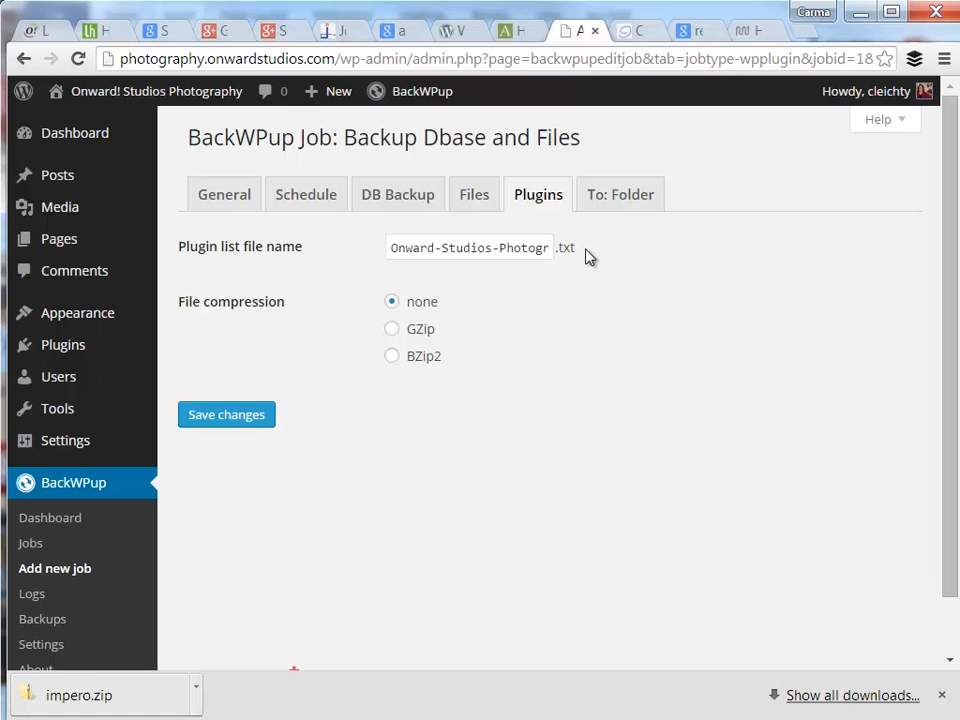 Carma
L
H
S
C
S
Jc
a
V
H
A
C
re
H
photography.onwardstudios.com/wp-admin/admin.php?page=backwpupeditjob&tab=jobtype-wpplugin&jobid=18
Onward! Studios Photography
0
New
BackWPup
Howdy, cleichty
Help
BackWPup Job: Backup Dbase and Files
General
Schedule
DB Backup
Files
Plugins
To: Folder
Plugin list file name
Onward-Studios-Photogr
.txt
File compression
none
GZip
BZip2
Save changes
Dashboard
Posts
Media
Pages
Comments
Appearance
Plugins
Users
Tools
Settings
BackWPup
Dashboard
Jobs
Add new job
Logs
Backups
Settings
About
impero.zip
Show all downloads...